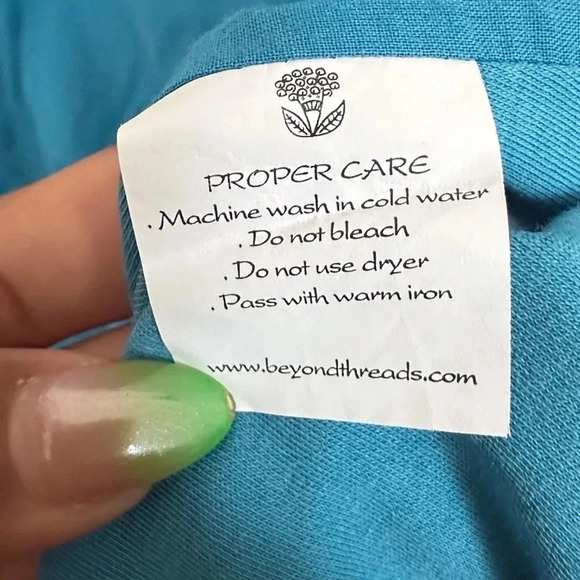 PROPER CARE
. Machine wash in cold water
. Do not bleach
. Do not use dryer
. Pass with warm iron
www.beyondthreads.com